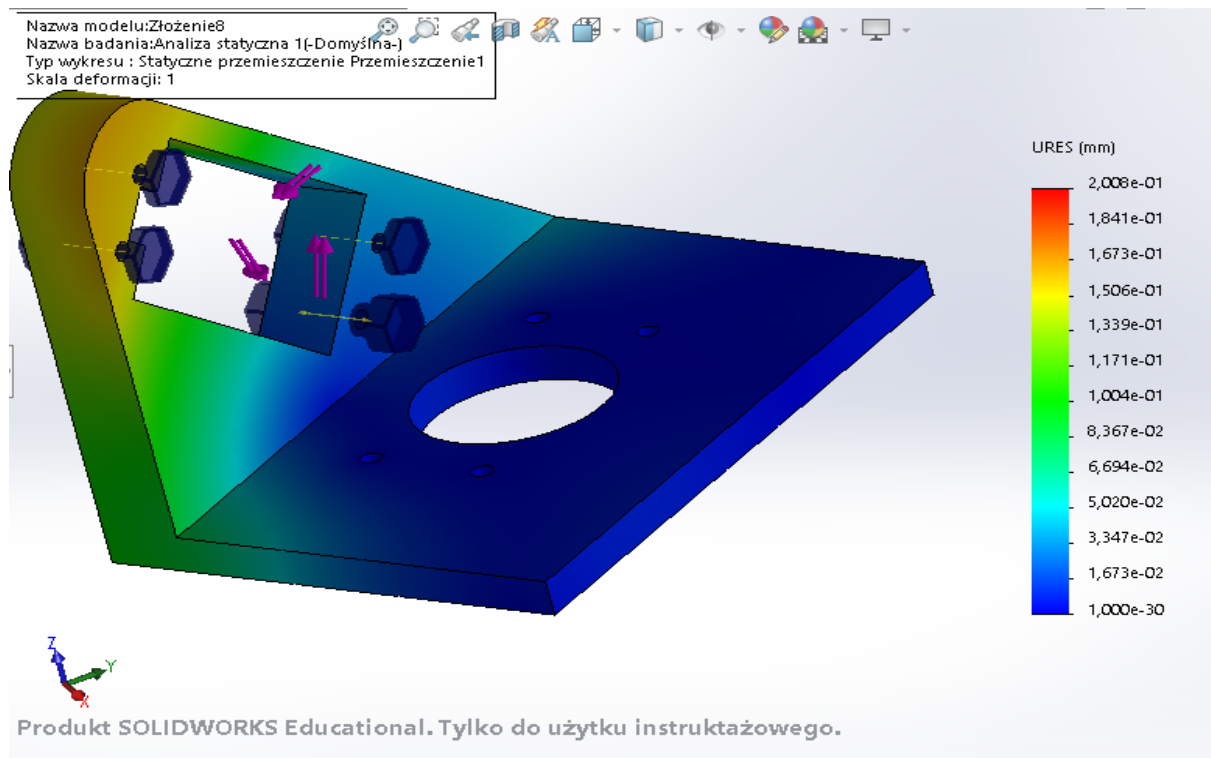 Nazwa modelu:Złożenie8
Nazwa badania:Analiza statyczna 1(-Domyślna-)
Typ wykresu : Statyczne przemieszczenie Przemieszczenie1
Skala deformacji: 1
URES (mm)
2,008e-01
1,841e-01
1,673e-01
1,506e-01
1,339e-01
1,171e-01
1,004e-01
8,367e-02
6,694e-02
5,020e-02
3,347e-02
1,673e-02
1,000e-30
Z
Y
X
Produkt SOLIDWORKS Educational. Tylko do użytku instruktażowego.